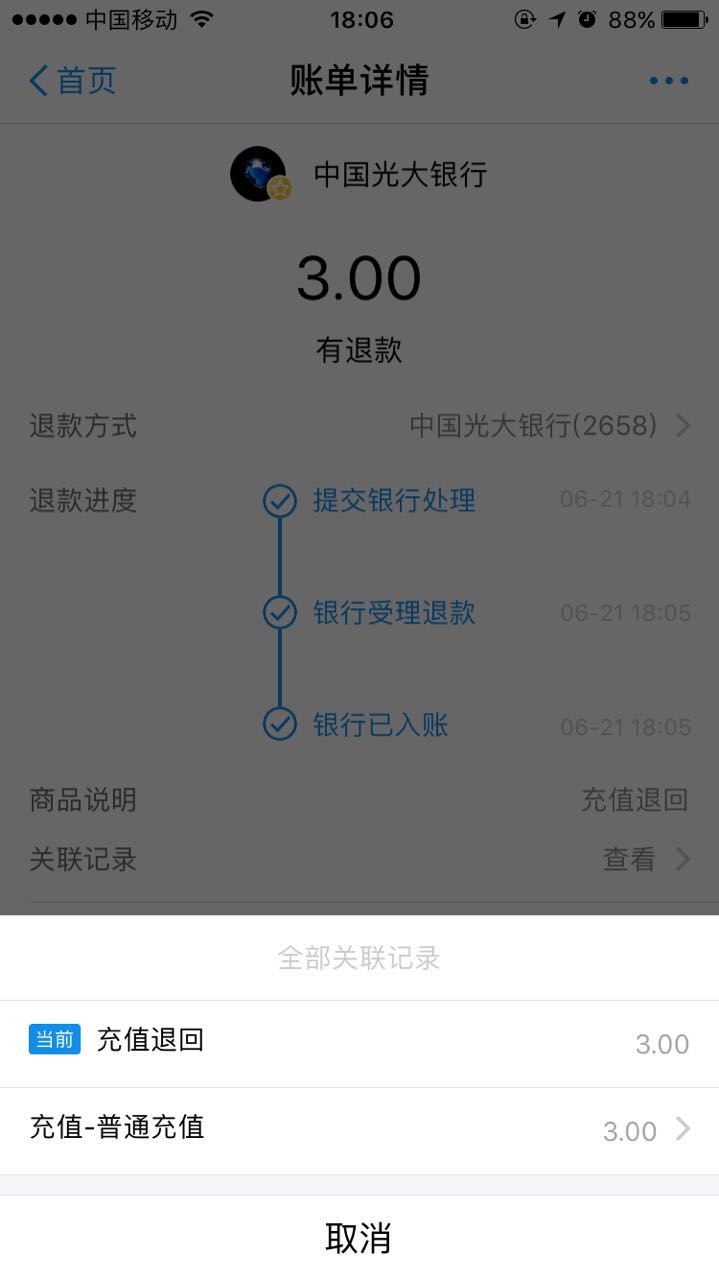 中国移动 18:06 88%
首页 账单详情
中国光大银行
3.00
有退款
退款方式 中国光大银行(2658)
退款进度 提交银行处理 06-21 18:04
银行受理退款 06-21 18:05
银行已入账 06-21 18:05
商品说明 充值退回
关联记录 查看
全部关联记录
当前 充值退回 3.00
充值-普通充值 3.00
取消